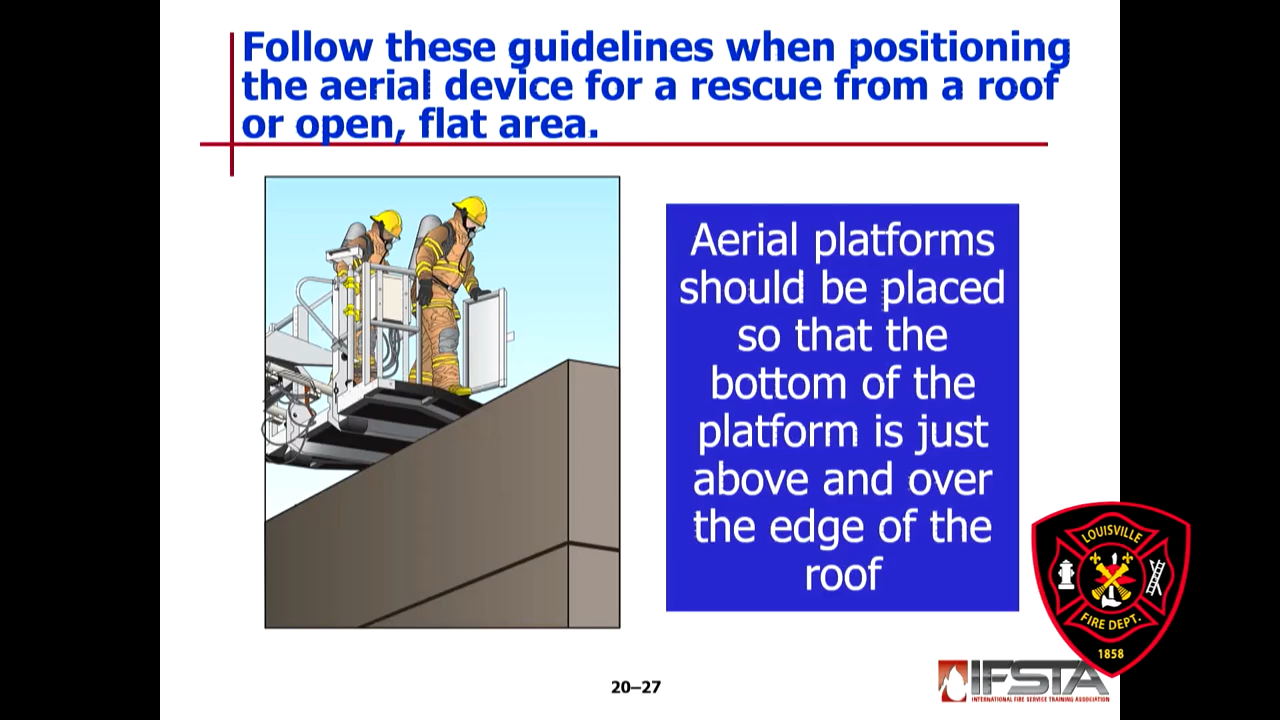 Follow these guidelines when positioning
the aerial device for a rescue from a roof
or open, flat area.
Aerial platforms
should be placed
so that the
bottom of the
platform is just
above and over
the edge of the
roof
LOUISVILLE
FIRE DEPT.
1858
20–27
IFSTA
INTERNATIONAL FIRE SERVICE TRAINING ASSOCIATION